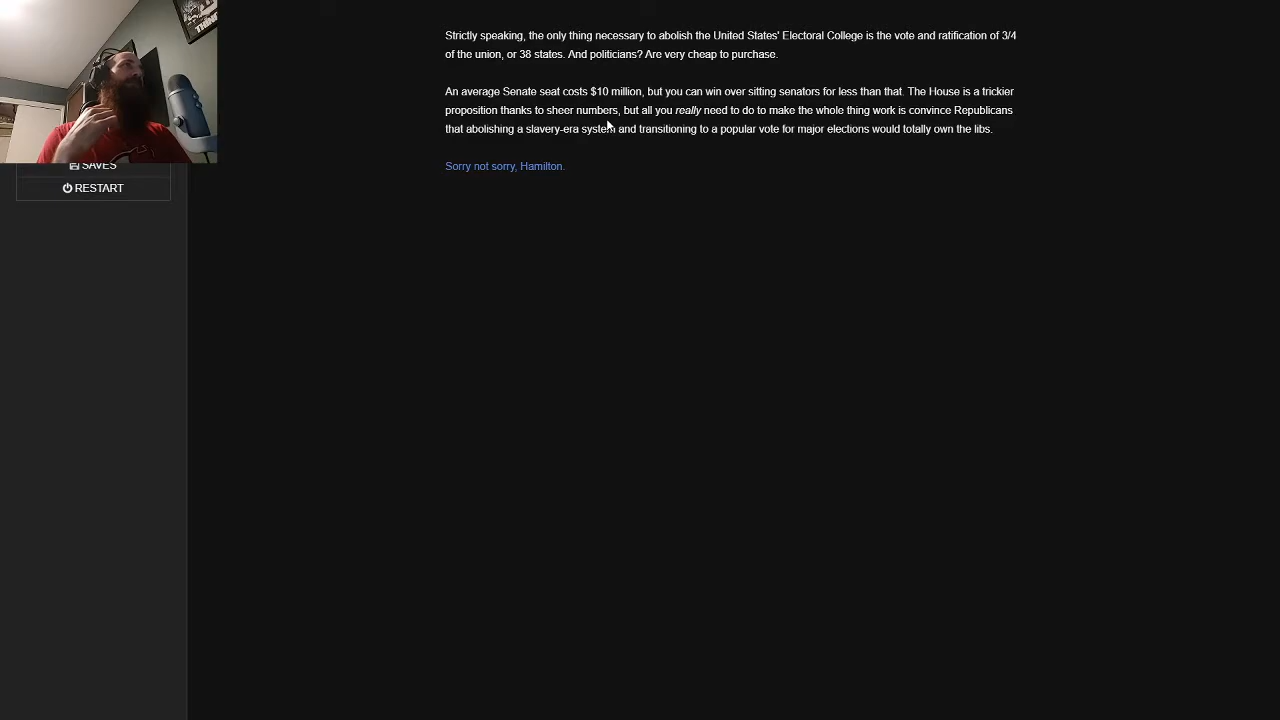 Strictly speaking, the only thing necessary to abolish the United States' Electoral College is the vote and ratification of 3/4
of the union, or 38 states. And politicians? Are very cheap to purchase.
An average Senate seat costs $10 million, but you can win over sitting senators for less than that. The House is a trickier
proposition thanks to sheer numbers, but all you really need to do to make the whole thing work is convince Republicans
that abolishing a slavery-era system and transitioning to a popular vote for major elections would totally own the libs.
Sorry not sorry, Hamilton.
SAVES
RESTART